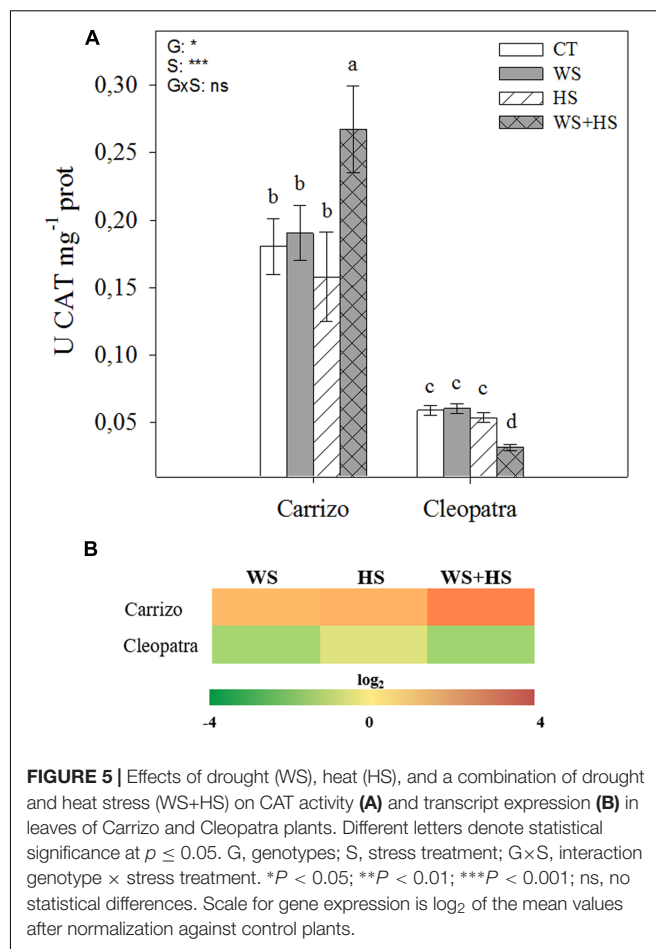 A
G: *
S: ***
GxS: ns
CT
WS
HS
WS+HS
U CAT mg-1 prot
0,30
0,25
0,20
0,15
0,10
0,05
b
b
b
a
c
c
c
d
Carrizo
Cleopatra
B
WS
HS
WS+HS
Carrizo
Cleopatra
log2
-4
0
4
FIGURE 5 | Effects of drought (WS), heat (HS), and a combination of drought
and heat stress (WS+HS) on CAT activity (A) and transcript expression (B) in
leaves of Carrizo and Cleopatra plants. Different letters denote statistical
significance at p ≤ 0.05. G, genotypes; S, stress treatment; G×S, interaction
genotype × stress treatment. *P < 0.05; **P < 0.01; ***P < 0.001; ns, no
statistical differences. Scale for gene expression is log2 of the mean values
after normalization against control plants.